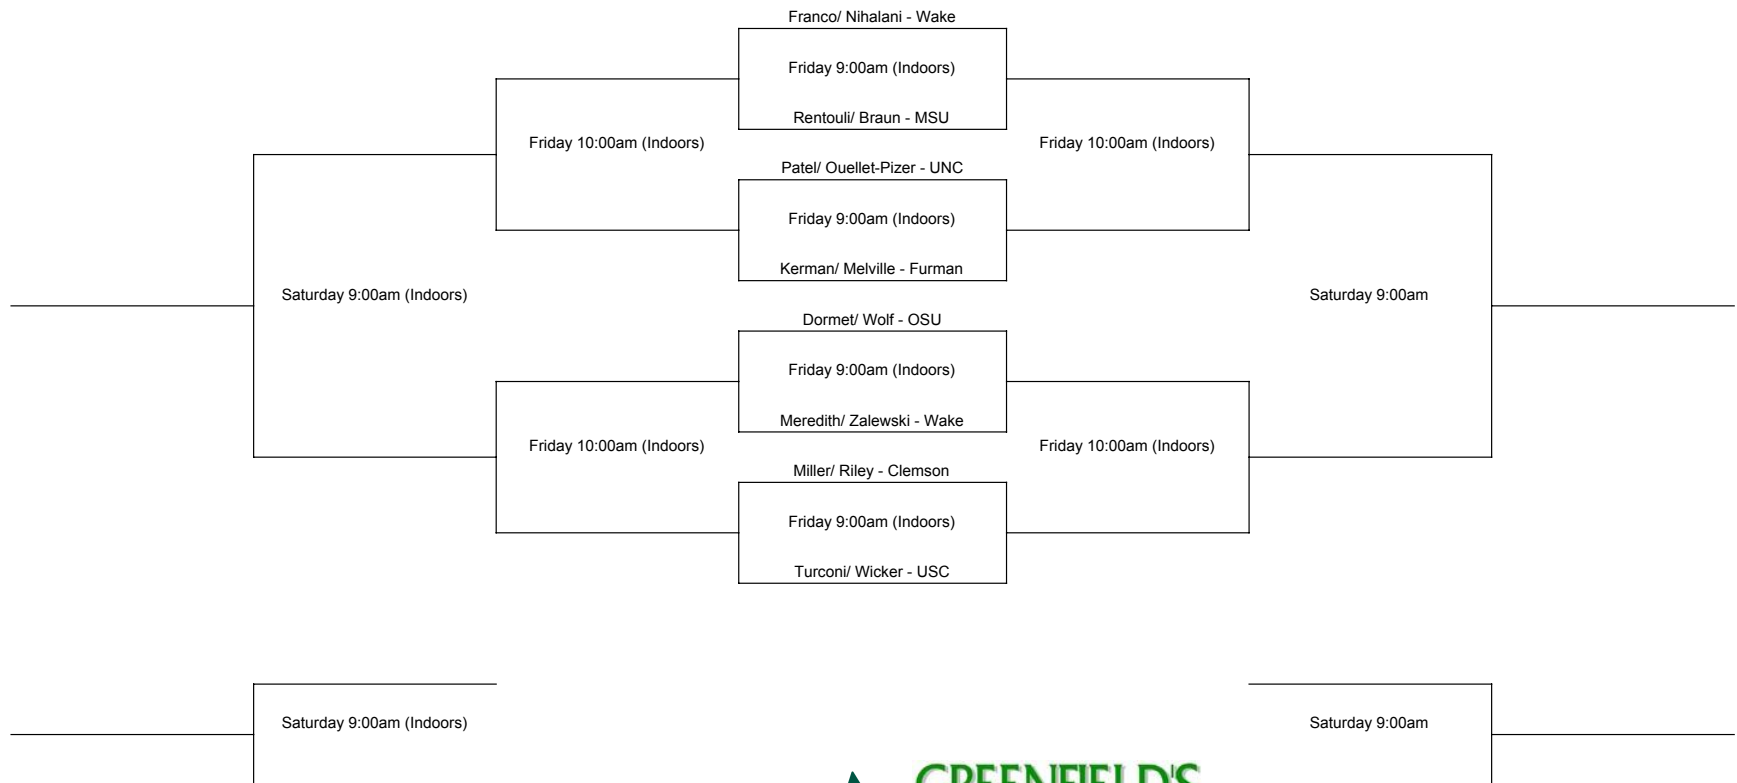 Franco/ Nihalani - Wake
Friday 9:00am (Indoors)
Rentouli/ Braun - MSU
Friday 10:00am (Indoors)
Friday 10:00am (Indoors)
Patel/ Ouellet-Pizer - UNC
Friday 9:00am (Indoors)
Kerman/ Melville - Furman
Saturday 9:00am (Indoors)
Saturday 9:00am
Dormet/ Wolf - OSU
Friday 9:00am (Indoors)
Meredith/ Zalewski - Wake
Friday 10:00am (Indoors)
Friday 10:00am (Indoors)
Miller/ Riley - Clemson
Friday 9:00am (Indoors)
Turconi/ Wicker - USC
Saturday 9:00am (Indoors)
Saturday 9:00am
GREENFIELD'S